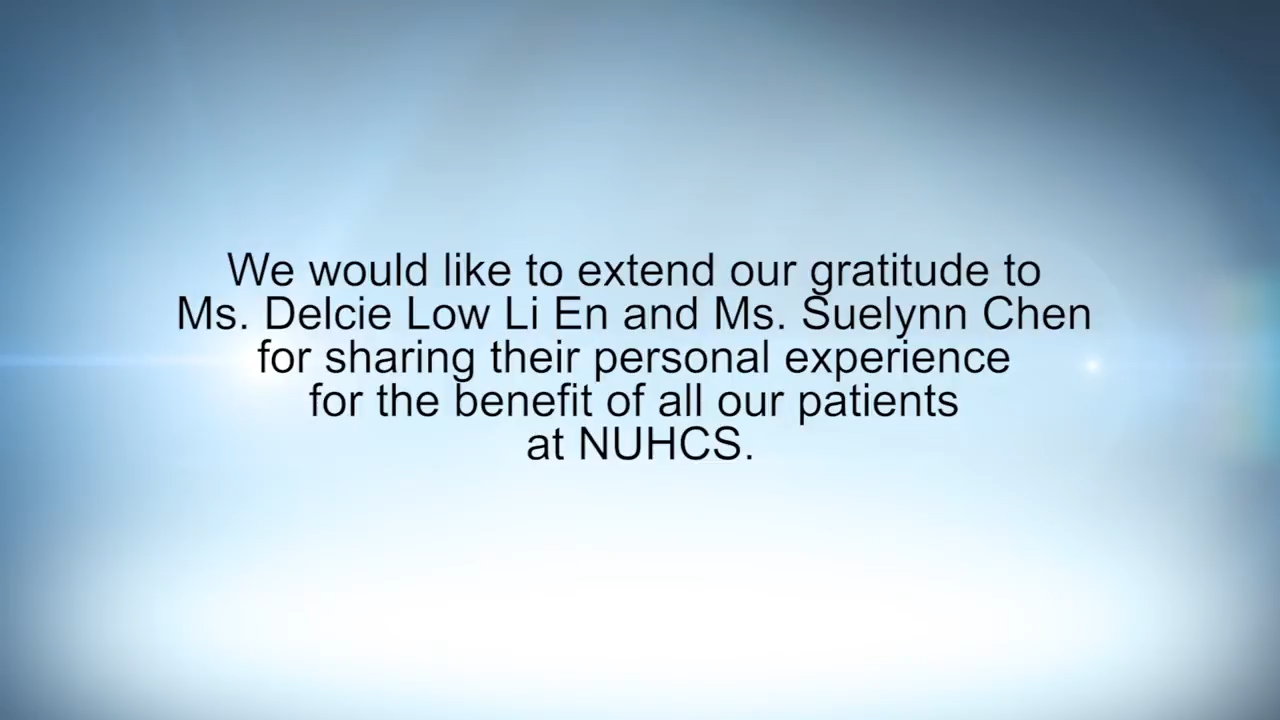 We would like to extend our gratitude to
Ms. Delcie Low Li En and Ms. Suelynn Chen
for sharing their personal experience
for the benefit of all our patients
at NUHCS.